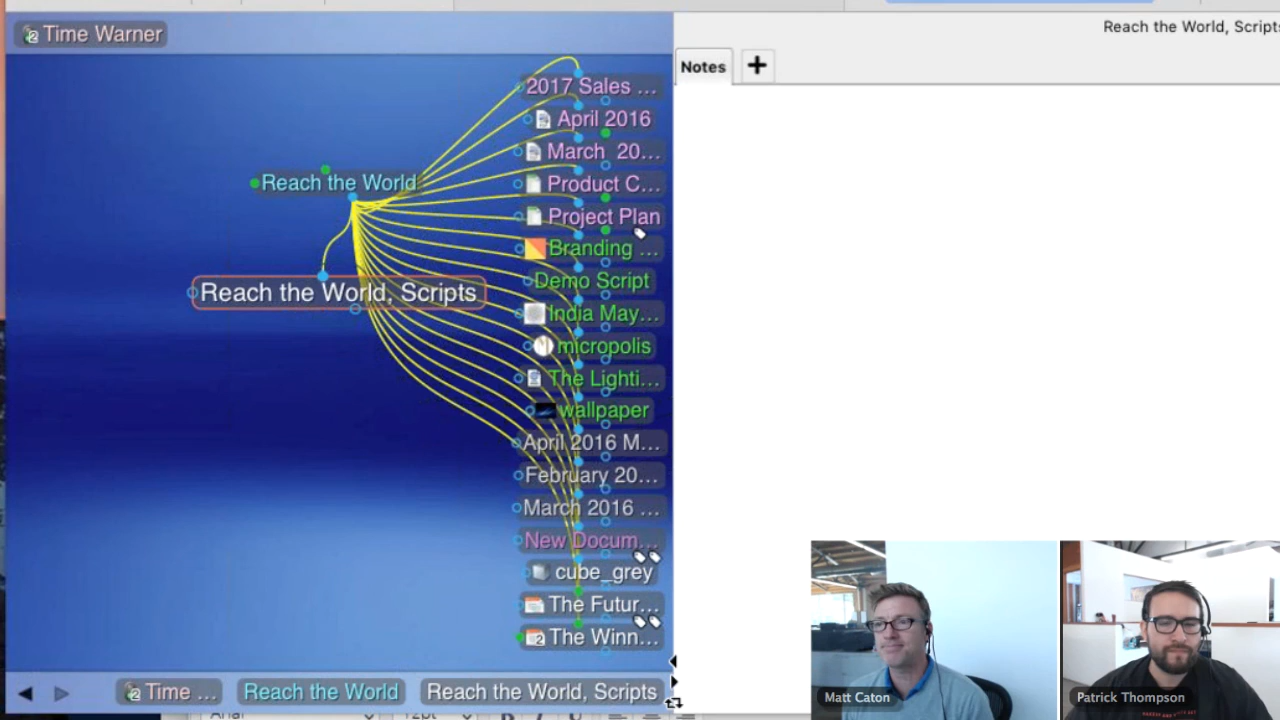 Time Warner
Reach the World, Scripts
Notes
2017 Sales ...
April 2016
March 20...
Reach the World
Product C...
Project Plan
Branding ...
Demo Script
Reach the World, Scripts
India May...
micropolis
The Lighti...
wallpaper
April 2016 M...
February 20...
March 2016 ...
New Docum...
cube_grey
The Futur...
The Winn...
Time ...
Reach the World
Reach the World, Scripts
Matt Caton
Patrick Thompson